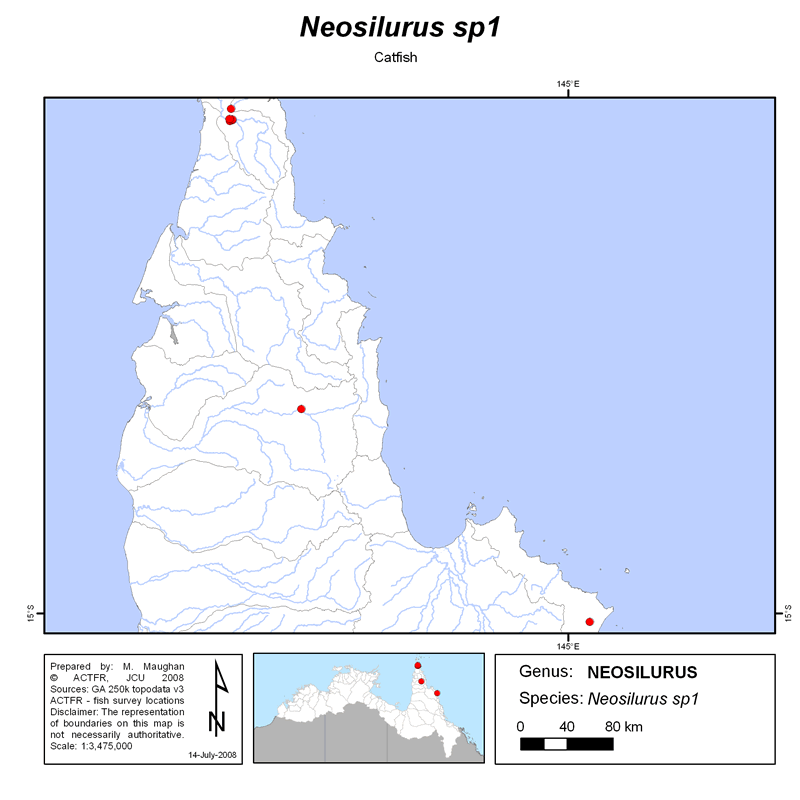 Neosilurus sp1
Catfish
145°E
15°S
15°S
145°E
Prepared by: M. Maughan
© ACTFR, JCU 2008
Sources: GA 250k topodata v3
ACTFR - fish survey locations
Disclaimer: The representation
of boundaries on this map is
not necessarily authoritative.
Scale: 1:3,475,000
N
14-July-2008
Genus: NEOSILURUS
Species: Neosilurus sp1
0 40 80 km